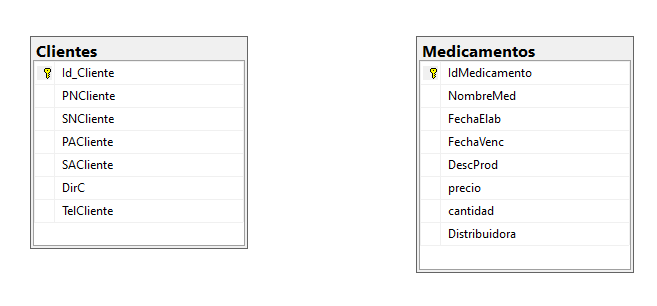 Clientes
Id_Cliente
PNCliente
SNCliente
PACliente
SACliente
DirC
TelCliente
Medicamentos
IdMedicamento
NombreMed
FechaElab
FechaVenc
DescProd
precio
cantidad
Distribuidora